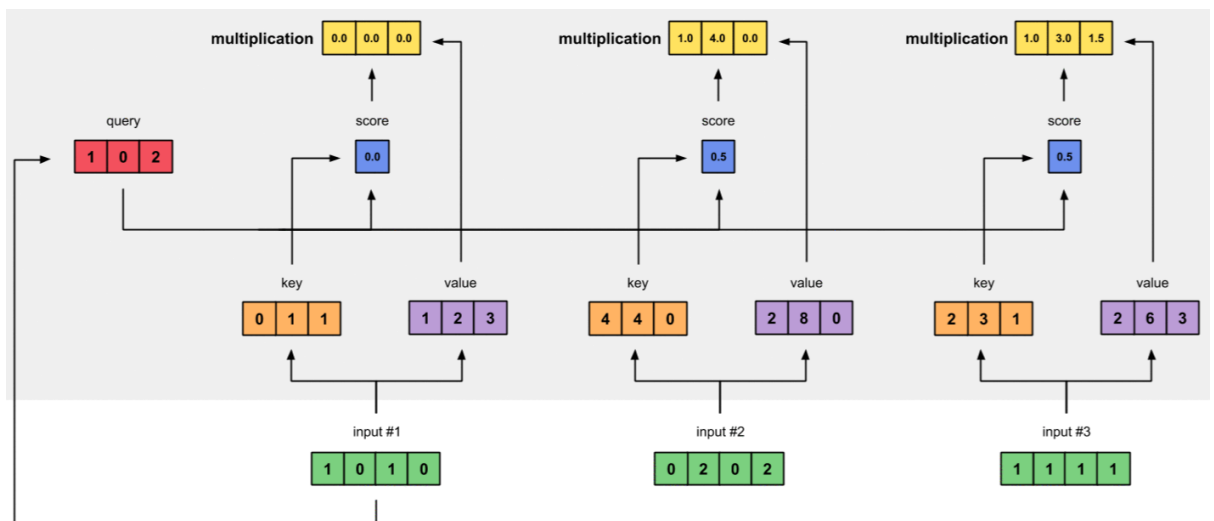 multiplication 0.0 0.0 0.0 multiplication 1.0 4.0 0.0 multiplication 1.0 3.0 1.5
query score score score
1 0 2 0.0 0.5 0.5
key value key value key value
0 1 1 1 2 3 4 4 0 2 8 0 2 3 1 2 6 3
input #1 input #2 input #3
1 0 1 0 0 2 0 2 1 1 1 1